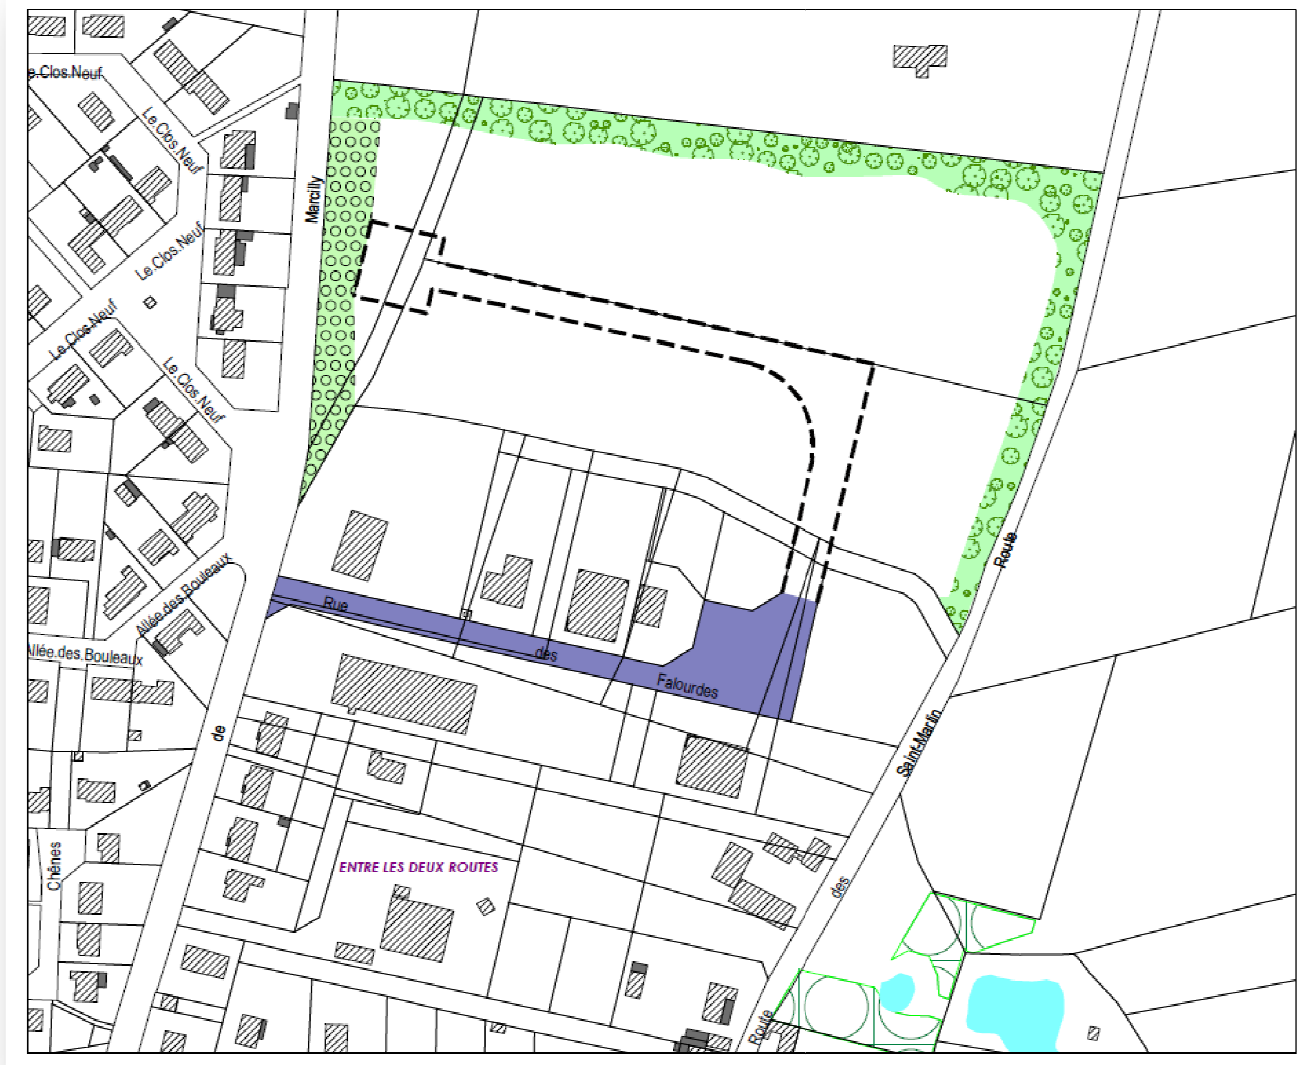 e.Clos.Neuf
Le.Clos.Neuf
Marcilly
Le.Clos.Neuf
Le.Clos.Neuf
Le.Clos.Neuf
Route
Allée.des.Bouleaux
Rue
Allée.des.Bouleaux
des
Falourdes
de
Saint-Martin
ENTRE LES DEUX ROUTES
Chênes
des
Route